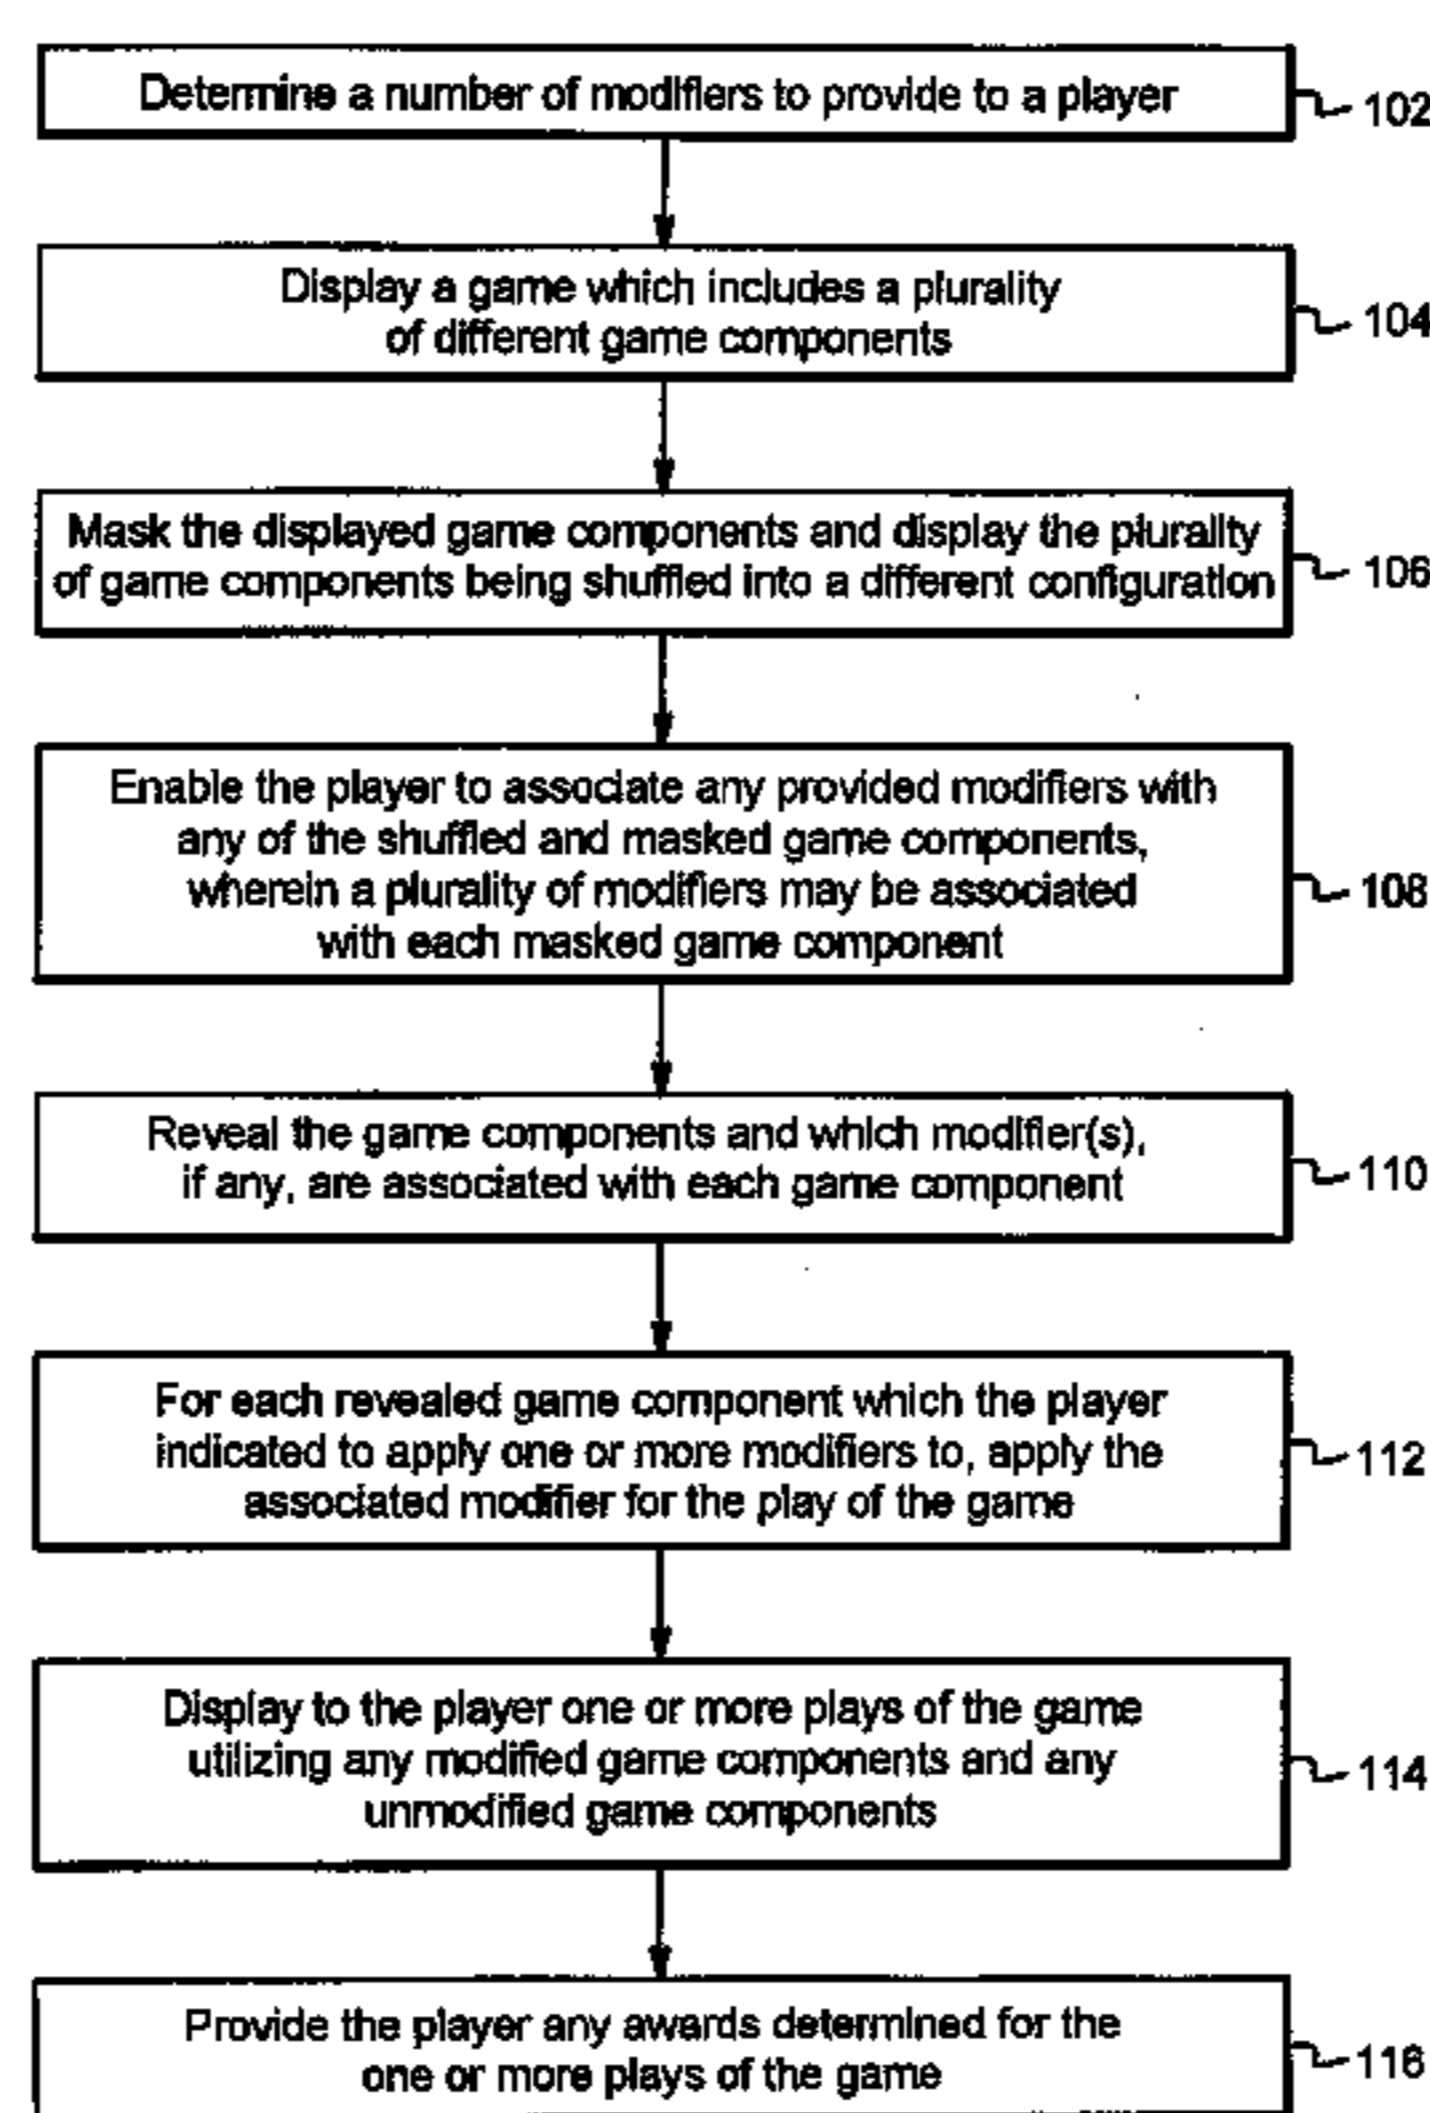 Determine a number of modifiers to provide to a player
102
Display a game which includes a plurality
of different game components
104
Mask the displayed game components and display the plurality
of game components being shuffled into a different configuration
106
Enable the player to associate any provided modifiers with
any of the shuffled and masked game components,
wherein a plurality of modifiers may be associated
with each masked game component
108
Reveal the game components and which modifier(s),
if any, are associated with each game component
110
For each revealed game component which the player
indicated to apply one or more modifiers to, apply the
associated modifier for the play of the game
112
Display to the player one or more plays of the game
utilizing any modified game components and any
unmodified game components
114
Provide the player any awards determined for the
one or more plays of the game
116